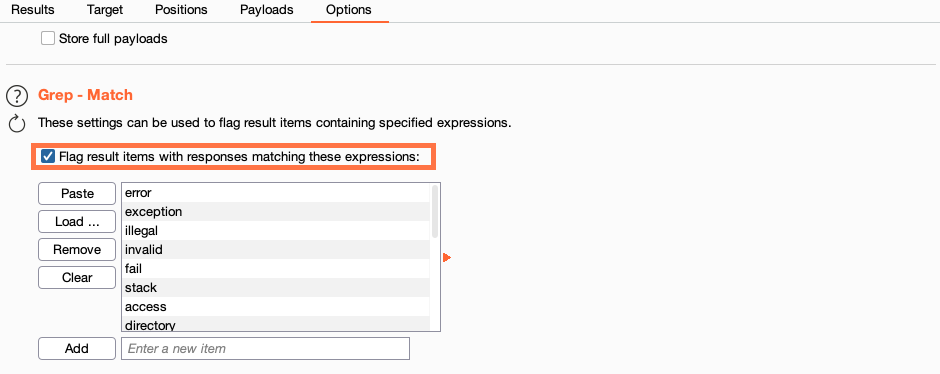 Results Target Positions Payloads Options
Store full payloads
? Grep - Match
These settings can be used to flag result items containing specified expressions.
Flag result items with responses matching these expressions:
Paste
Load ...
Remove
Clear
error
exception
illegal
invalid
fail
stack
access
directory
Add
Enter a new item